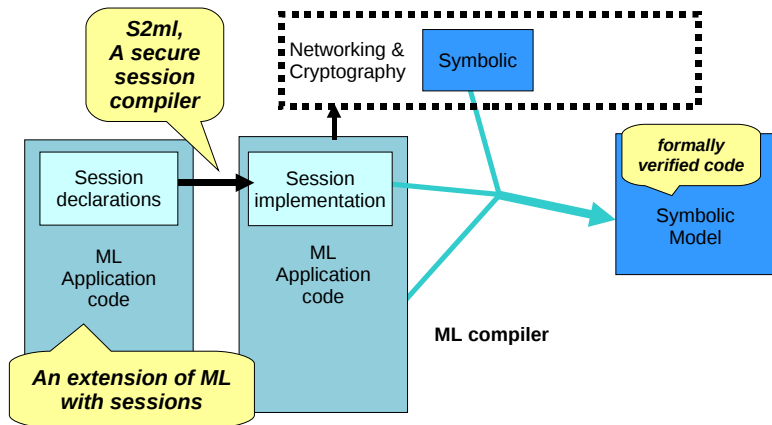 S2ml,
A secure
session
compiler
Networking &
Cryptography
Symbolic
Session
declarations
ML
Application
code
Session
implementation
ML
Application
code
formally
verified code
Symbolic
Model
ML compiler
An extension of ML
with sessions